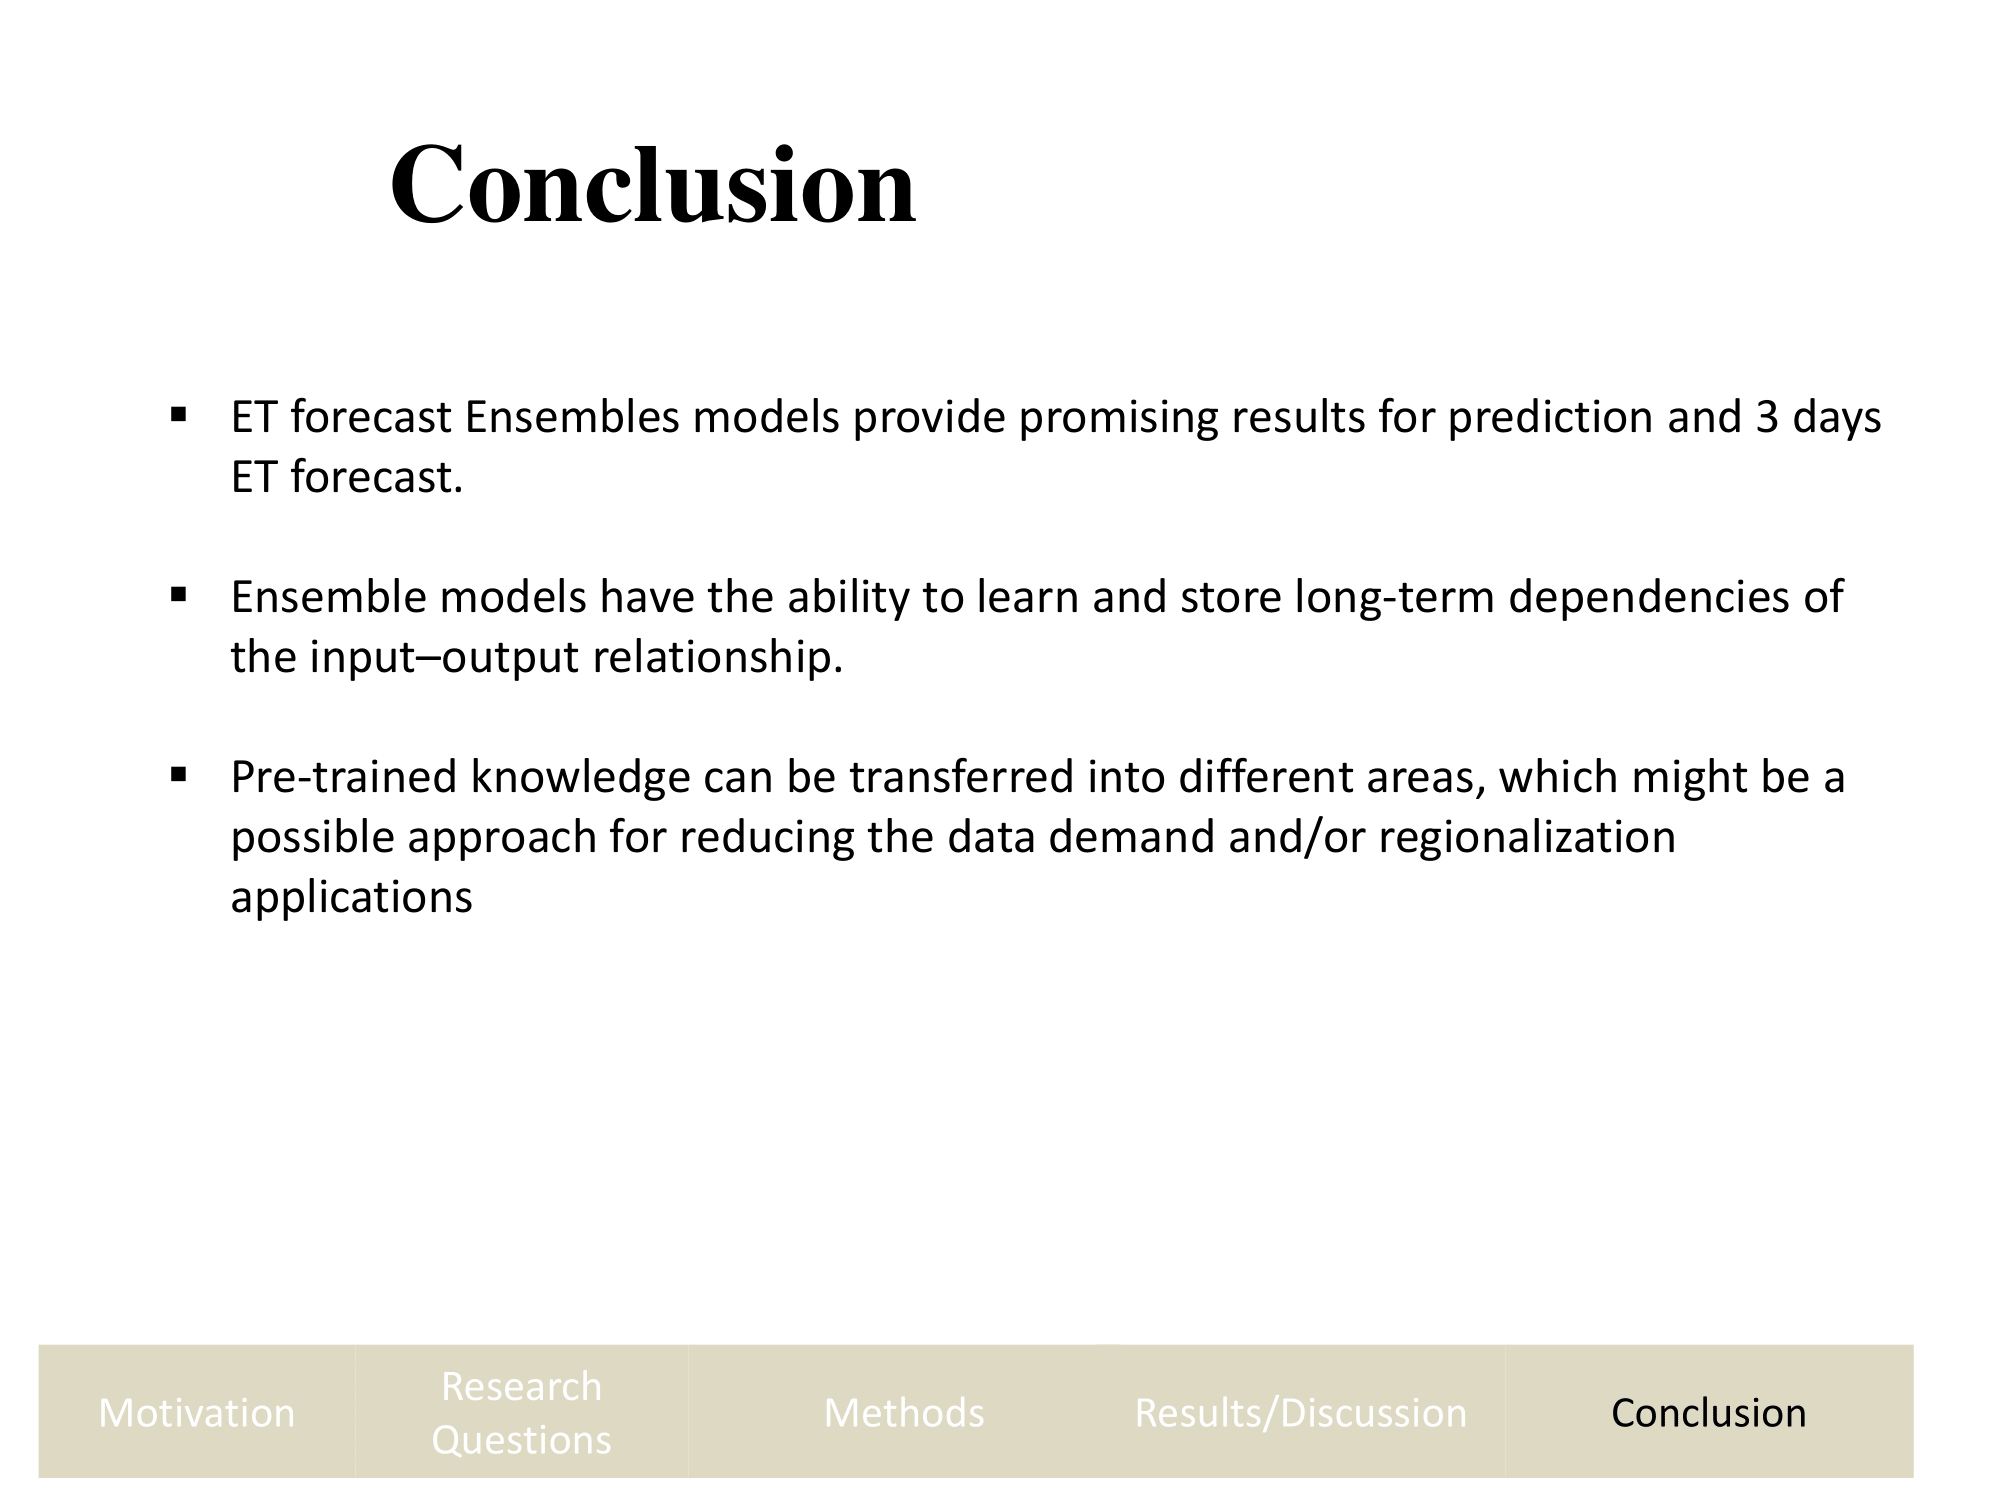 Conclusion
▪ ET forecast Ensembles models provide promising results for prediction and 3 days
ET forecast.
▪ Ensemble models have the ability to learn and store long-term dependencies of
the input–output relationship.
▪ Pre-trained knowledge can be transferred into different areas, which might be a
possible approach for reducing the data demand and/or regionalization
applications
Motivation
Research
Questions
Methods
Results/Discussion
Conclusion